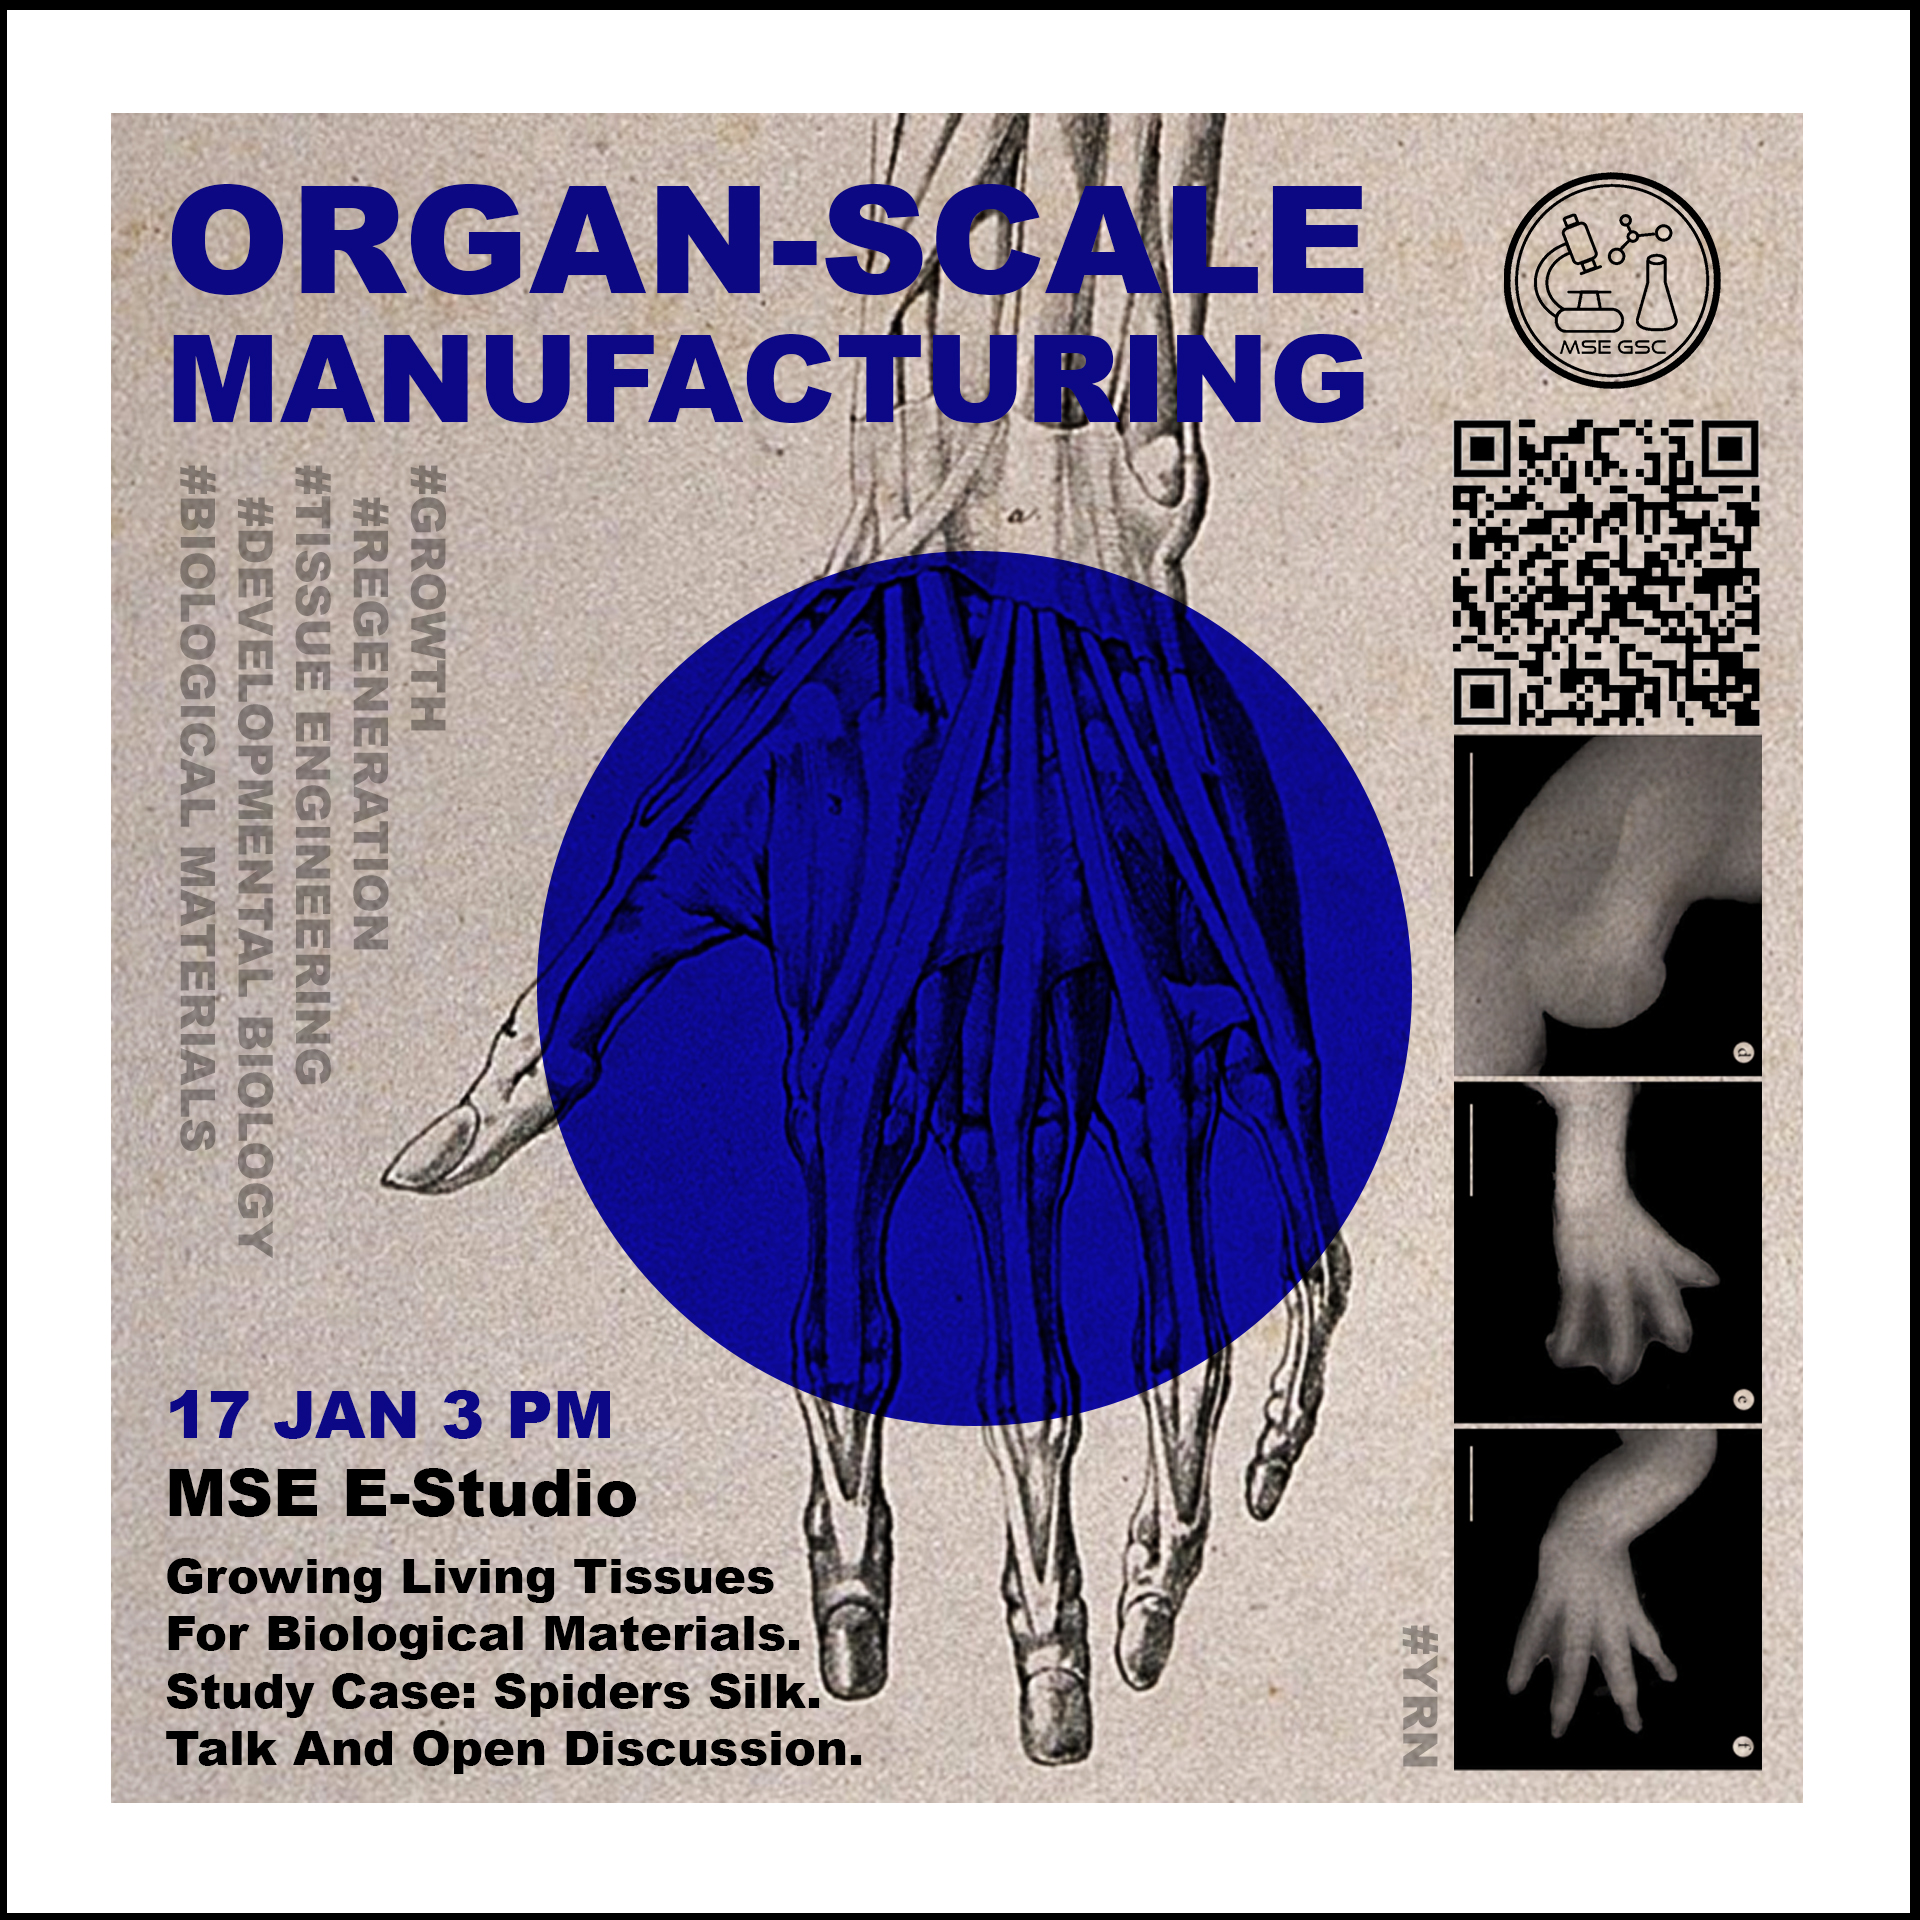 ORGAN-SCALE
MANUFACTURING
MSE GSC
#GROWTH
#REGENERATION
#TISSUE ENGINEERING
#DEVELOPMENTAL BIOLOGY
#BIOLOGICAL MATERIALS
a.
d
e
f
17 JAN 3 PM
MSE E-Studio
Growing Living Tissues
For Biological Materials.
Study Case: Spiders Silk.
Talk And Open Discussion.
#YRN